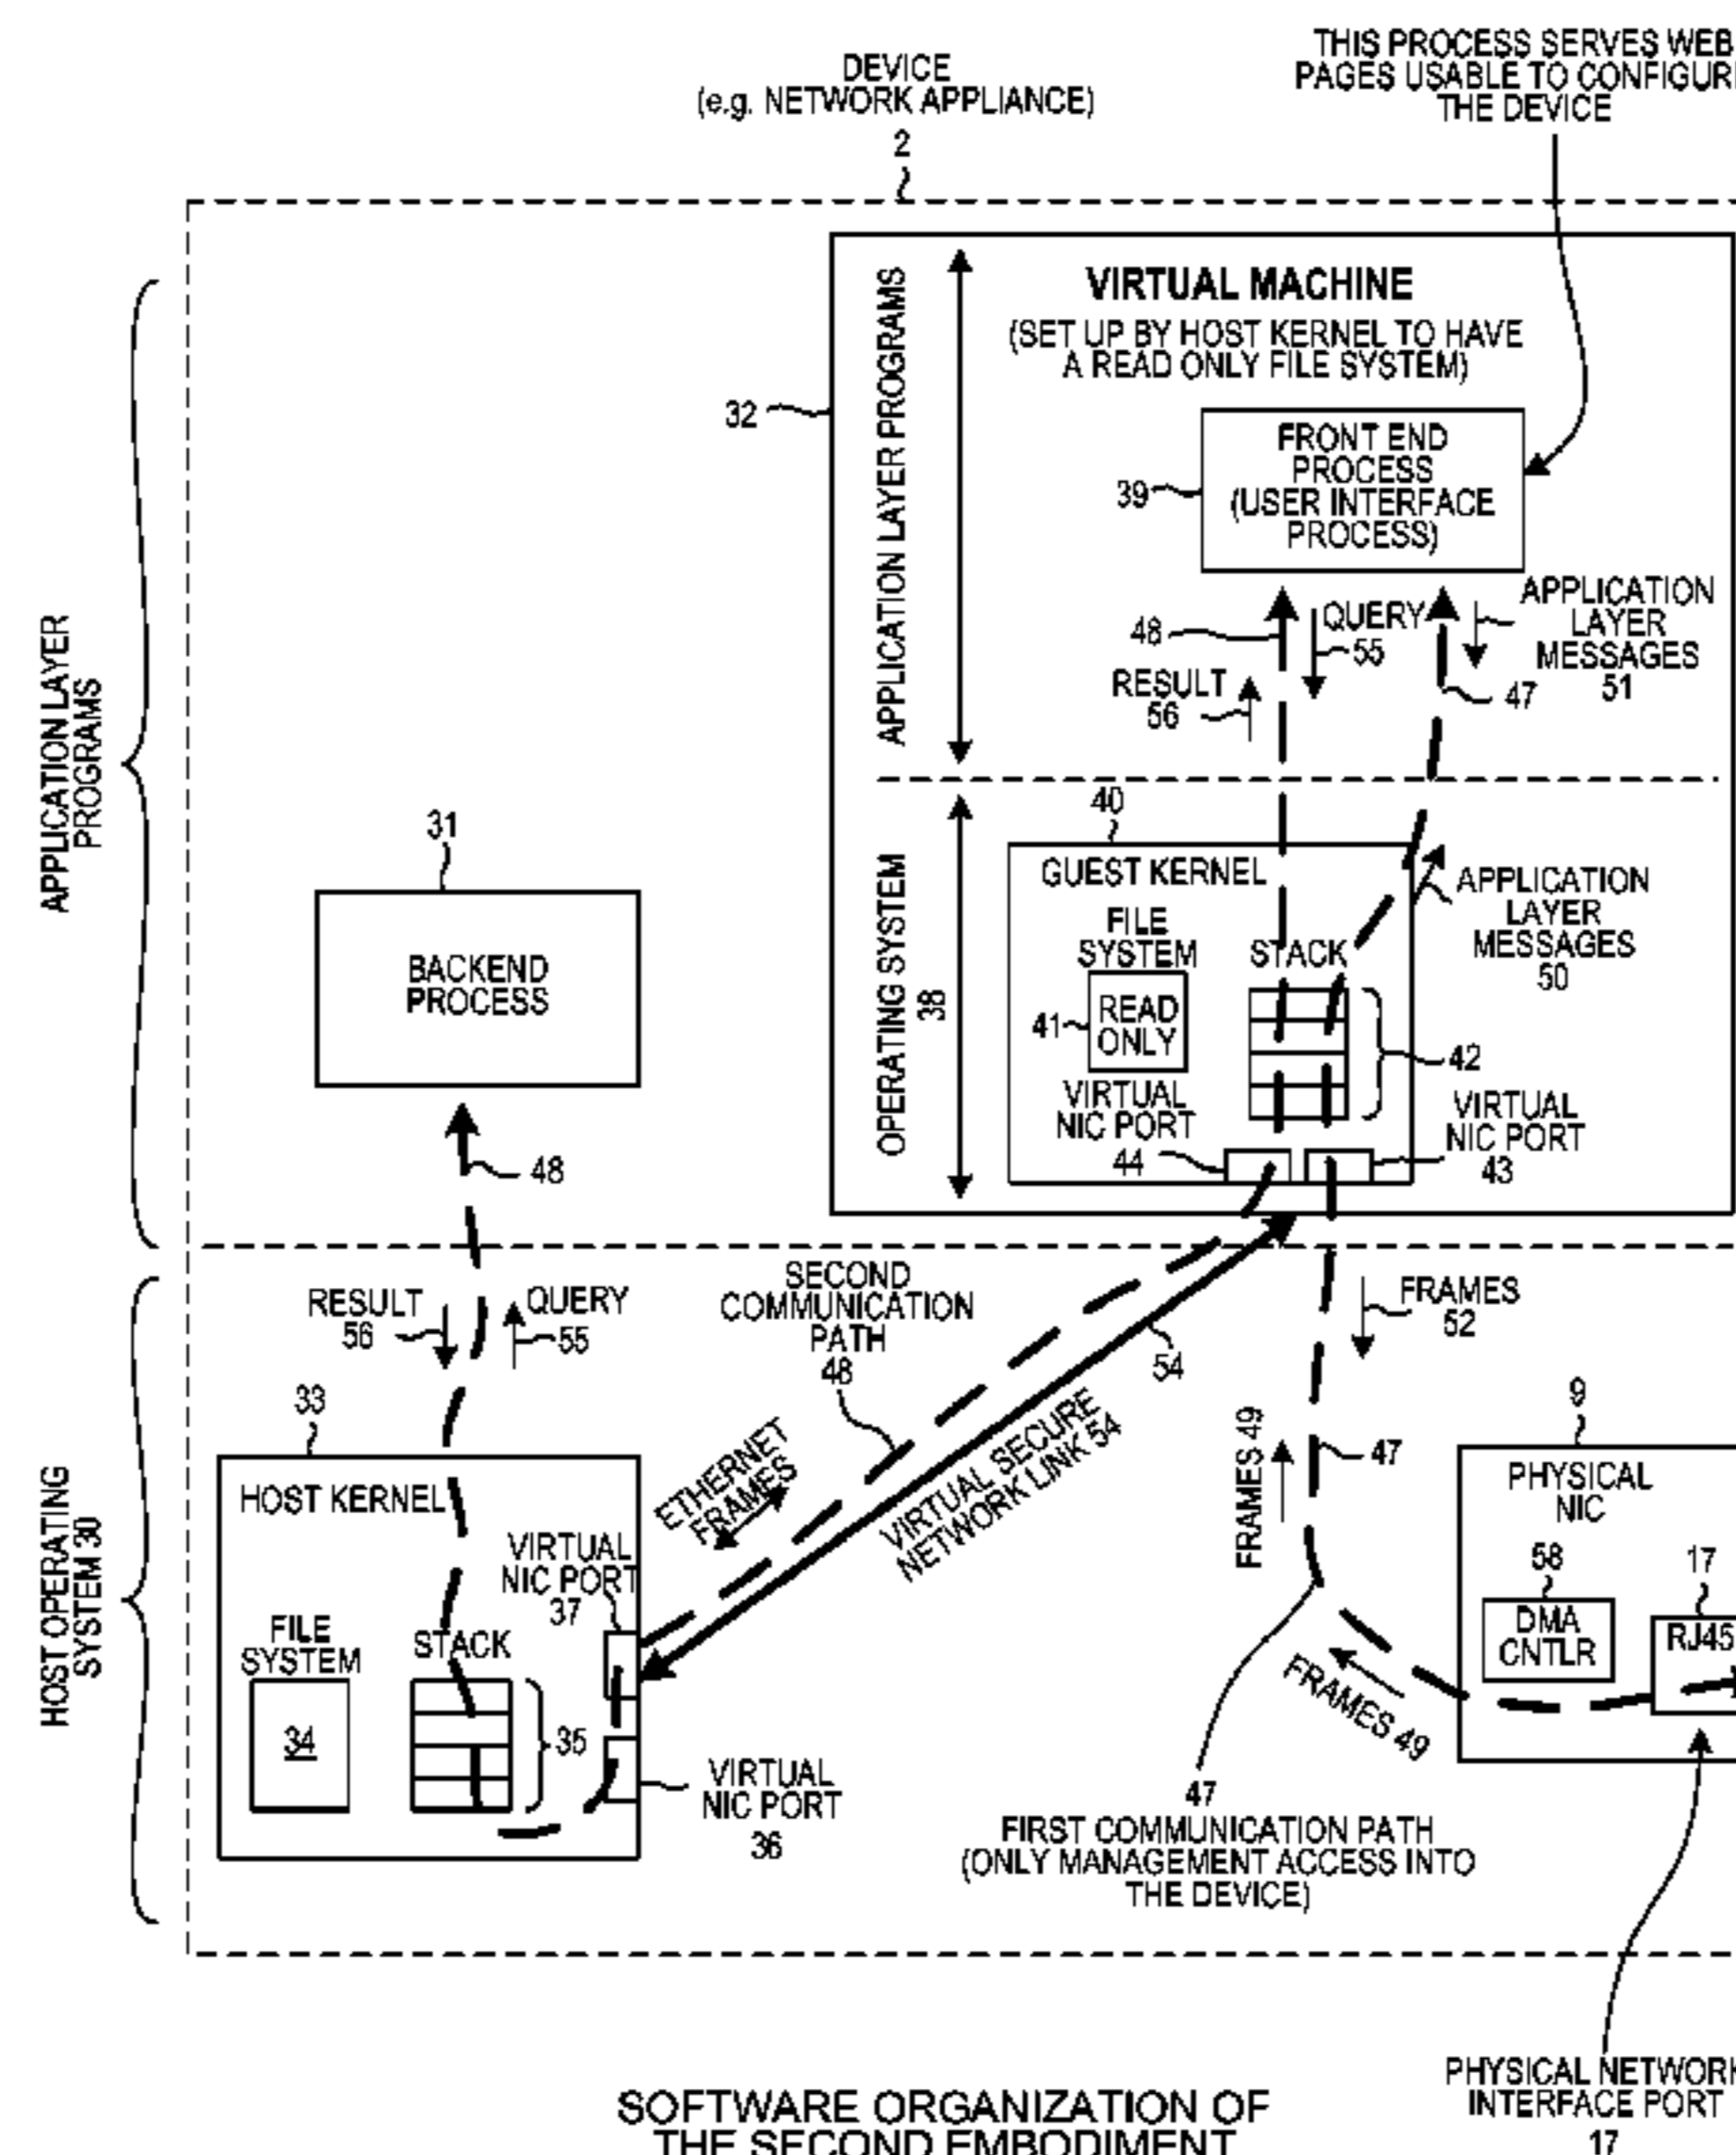 THIS PROCESS SERVES WEB
PAGES USABLE TO CONFIGURE
THE DEVICE
DEVICE
(e.g. NETWORK APPLIANCE)
2
VIRTUAL MACHINE
(SET UP BY HOST KERNEL TO HAVE
A READ ONLY FILE SYSTEM)
32
APPLICATION LAYER PROGRAMS
FRONT END
PROCESS
(USER INTERFACE
PROCESS)
39
48
QUERY
55
RESULT
56
APPLICATION
LAYER
MESSAGES
51
47
APPLICATION LAYER
PROGRAMS
31
BACKEND
PROCESS
48
OPERATING SYSTEM
38
40
GUEST KERNEL
FILE
SYSTEM
41
READ
ONLY
STACK
42
APPLICATION
LAYER
MESSAGES
50
VIRTUAL
NIC PORT
44
VIRTUAL
NIC PORT
43
RESULT
56
QUERY
55
SECOND
COMMUNICATION
PATH
48
54
FRAMES
52
HOST OPERATING
SYSTEM 30
33
HOST KERNEL
VIRTUAL
NIC PORT
37
FILE
SYSTEM
34
STACK
35
VIRTUAL
NIC PORT
36
ETHERNET
FRAMES
VIRTUAL SECURE
NETWORK LINK 54
FRAMES 49
47
FRAMES 49
9
PHYSICAL
NIC
58
DMA
CNTLR
17
RJ45
47
FIRST COMMUNICATION PATH
(ONLY MANAGEMENT ACCESS INTO
THE DEVICE)
PHYSICAL NETWORK
INTERFACE PORT
17
SOFTWARE ORGANIZATION OF
THE SECOND EMBODIMENT